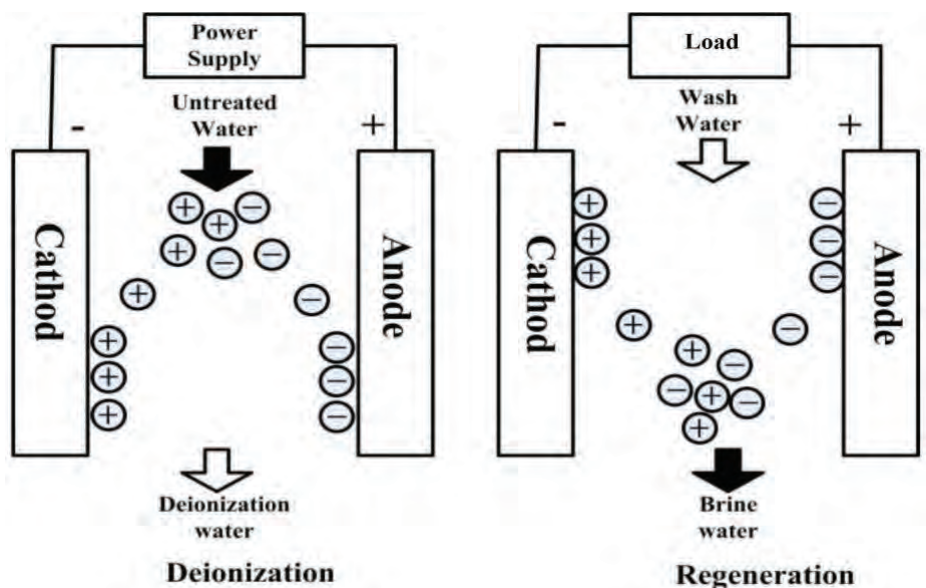 Power
Supply
Untreated
Water
-
+
Cathod
Anode
+ − + + − −
+ −
+ −
+ −
+ −
Deionization
water
Deionization
Load
Wash
Water
-
+
Cathod
Anode
+ −
+ −
+ −
+ −
+ −
− + −
+
Brine
water
Regeneration